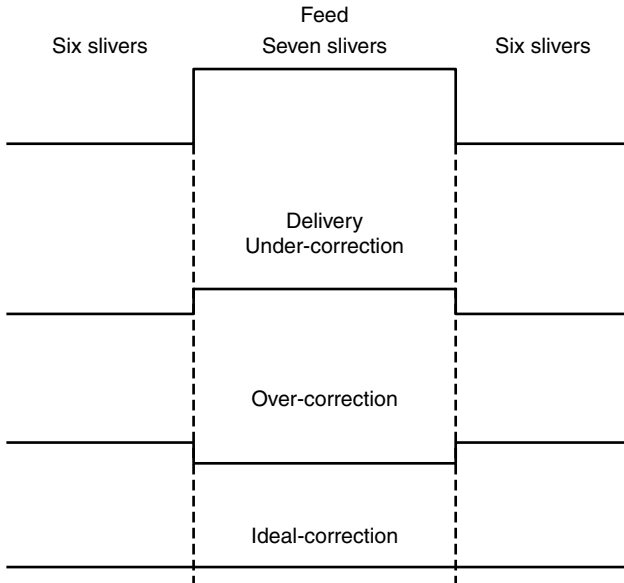 Feed
Six slivers
Seven slivers
Six slivers
Delivery
Under-correction
Over-correction
Ideal-correction